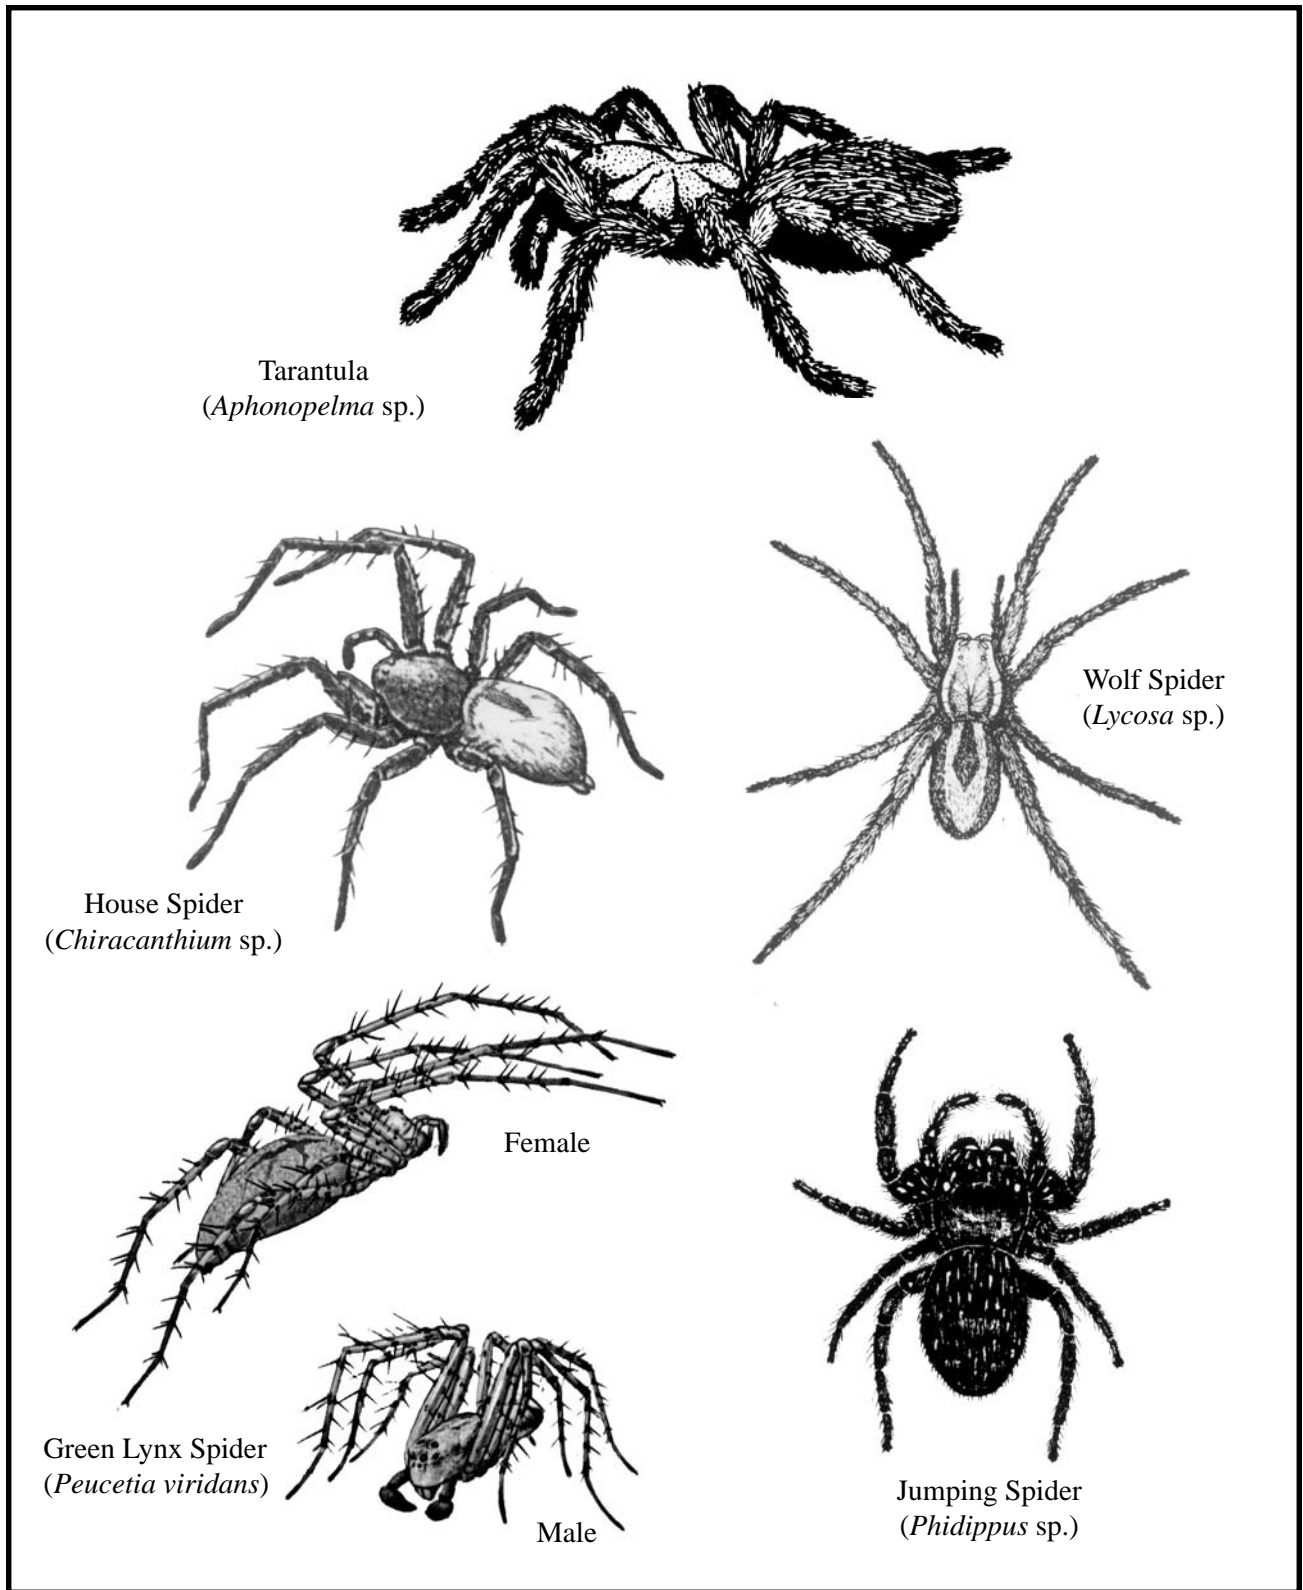 Tarantula
(Aphonopelma sp.)
Wolf Spider
(Lycosa sp.)
House Spider
(Chiracanthium sp.)
Female
Green Lynx Spider
(Peucetia viridans)
Male
Jumping Spider
(Phidippus sp.)